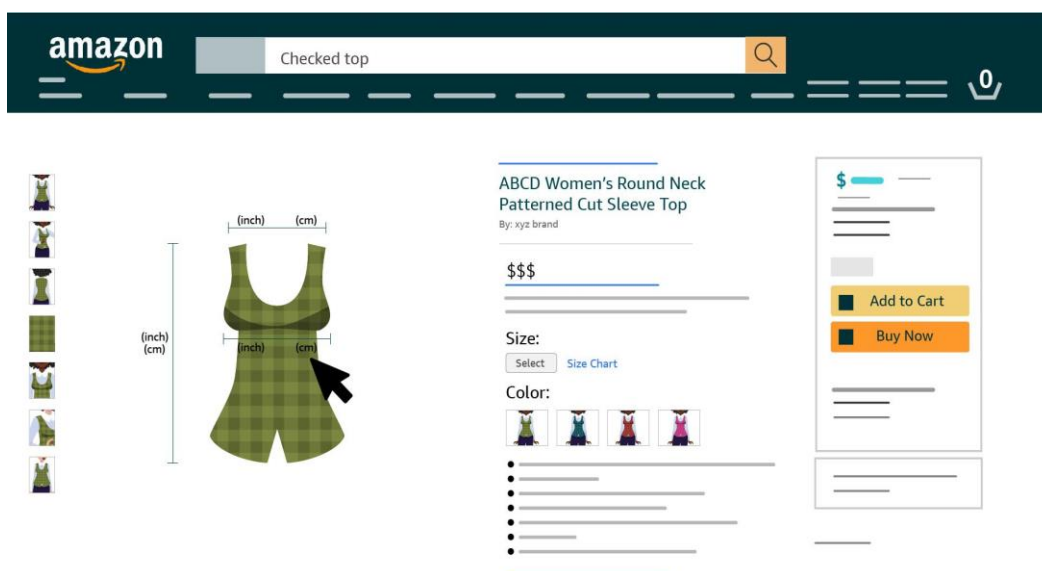 amazon
Checked top
0
(inch) (cm)
(inch)
(cm)
(inch) (cm)
ABCD Women's Round Neck
Patterned Cut Sleeve Top
By: xyz brand
$$$
Size:
Select Size Chart
Color:
$
Add to Cart
Buy Now